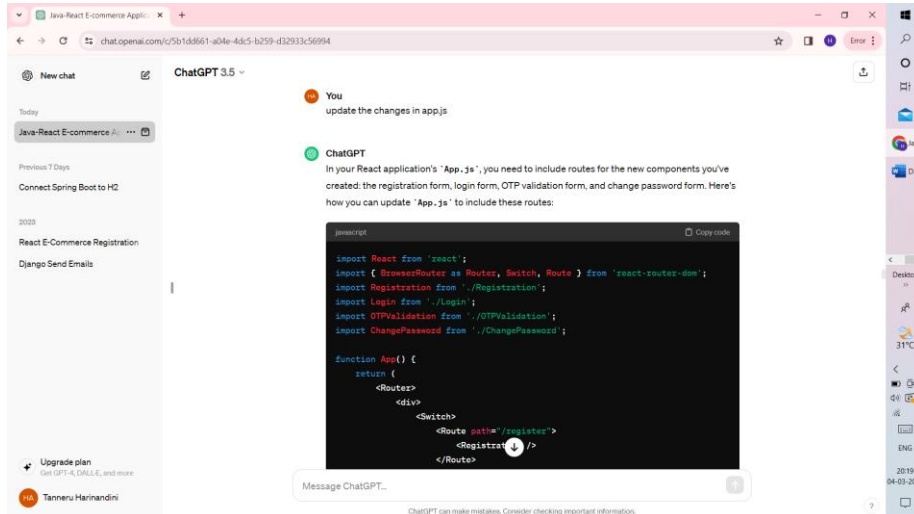 Java-React E-commerce Applic
chat.openai.com/c/5b1dd661-a04e-4dc5-b259-d32933c56994
H
Error
New chat
ChatGPT 3.5
Today
Java-React E-commerce A
Previous 7 Days
Connect Spring Boot to H2
2023
React E-Commerce Registration
Django Send Emails
Upgrade plan
Get GPT-4, DALL·E, and more
HA Tanneru Harinandini
HA You
update the changes in app.js
ChatGPT
In your React application's `App.js`, you need to include routes for the new components you've
created: the registration form, login form, OTP validation form, and change password form. Here's
how you can update `App.js` to include these routes:
javascript
Copy code
import React from 'react';
import { BrowserRouter as Router, Switch, Route } from 'react-router-dom';
import Registration from './Registration';
import Login from './Login';
import OTPValidation from './OTPValidation';
import ChangePassword from './ChangePassword';
function App() {
return (
<Router>
<div>
<Switch>
<Route path="/register">
<Registrat />
</Route>
Message ChatGPT...
ChatGPT can make mistakes. Consider checking important information.
?
Deskto
31°C
ENG
20:19
04-03-20